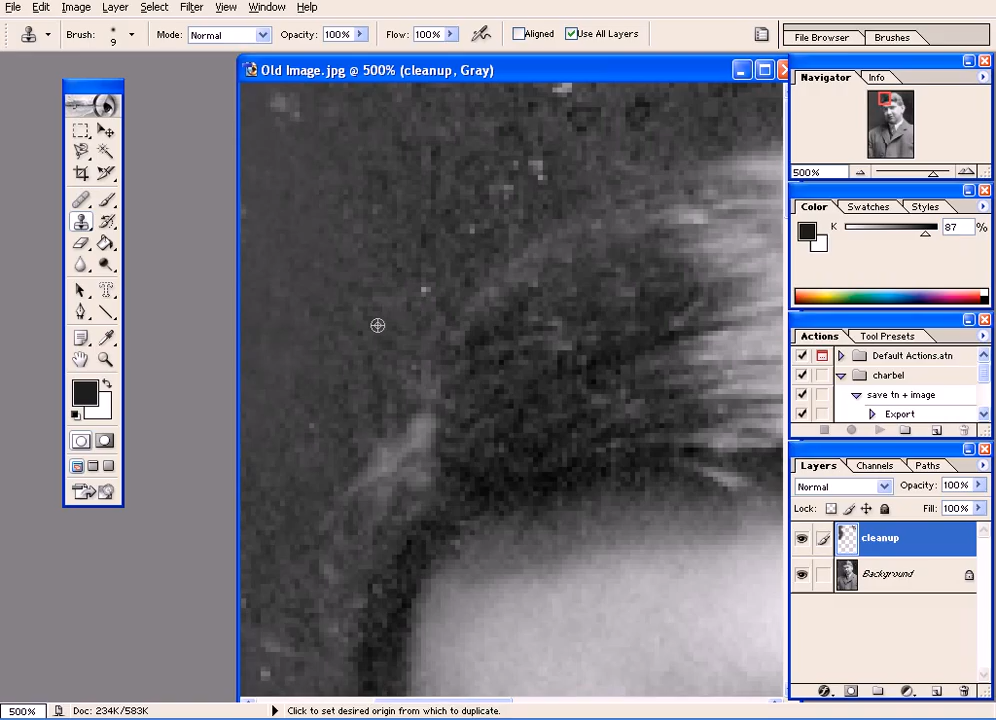 File Edit Image Layer Select Filter View Window Help
Brush: 9 Mode: Normal Opacity: 100% Flow: 100% Aligned Use All Layers File Browser Brushes
Old Image.jpg @ 500% (cleanup, Gray)
Navigator Info
500%
Color Swatches Styles
K 87 %
Actions Tool Presets
Default Actions.atn
charbel
save tn + image
Export
Layers Channels Paths
Normal Opacity: 100%
Lock: Fill: 100%
cleanup
Background
500% Doc: 234K/583K Click to set desired origin from which to duplicate.